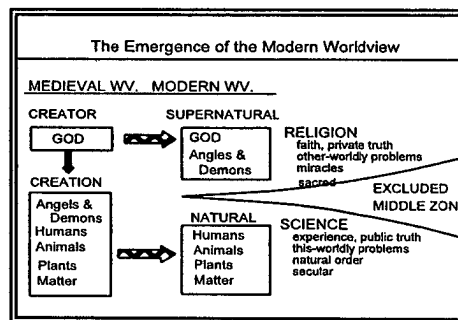 The Emergence of the Modern Worldview
MEDIEVAL WV. MODERN WV.
CREATOR
GOD
CREATION
Angels &
Demons
Humans
Animals
Plants
Matter
SUPERNATURAL
GOD
Angles &
Demons
NATURAL
Humans
Animals
Plants
Matter
RELIGION
faith, private truth
other-worldly problems
miracles
sacred
EXCLUDED
MIDDLE ZON
SCIENCE
experience, public truth
this-worldly problems
natural order
secular